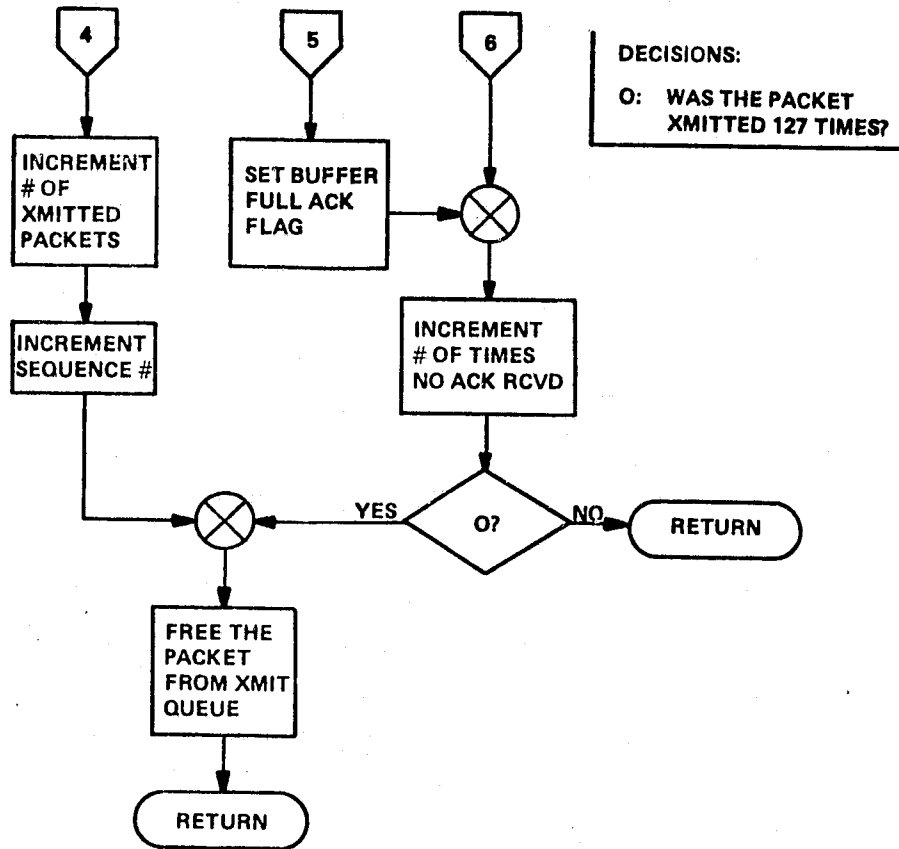 4
5
6
DECISIONS:
O: WAS THE PACKET
XMITTED 127 TIMES?
INCREMENT
# OF
XMITTED
PACKETS
SET BUFFER
FULL ACK
FLAG
INCREMENT
SEQUENCE #
INCREMENT
# OF TIMES
NO ACK RCVD
YES
O?
NO
RETURN
FREE THE
PACKET
FROM XMIT
QUEUE
RETURN